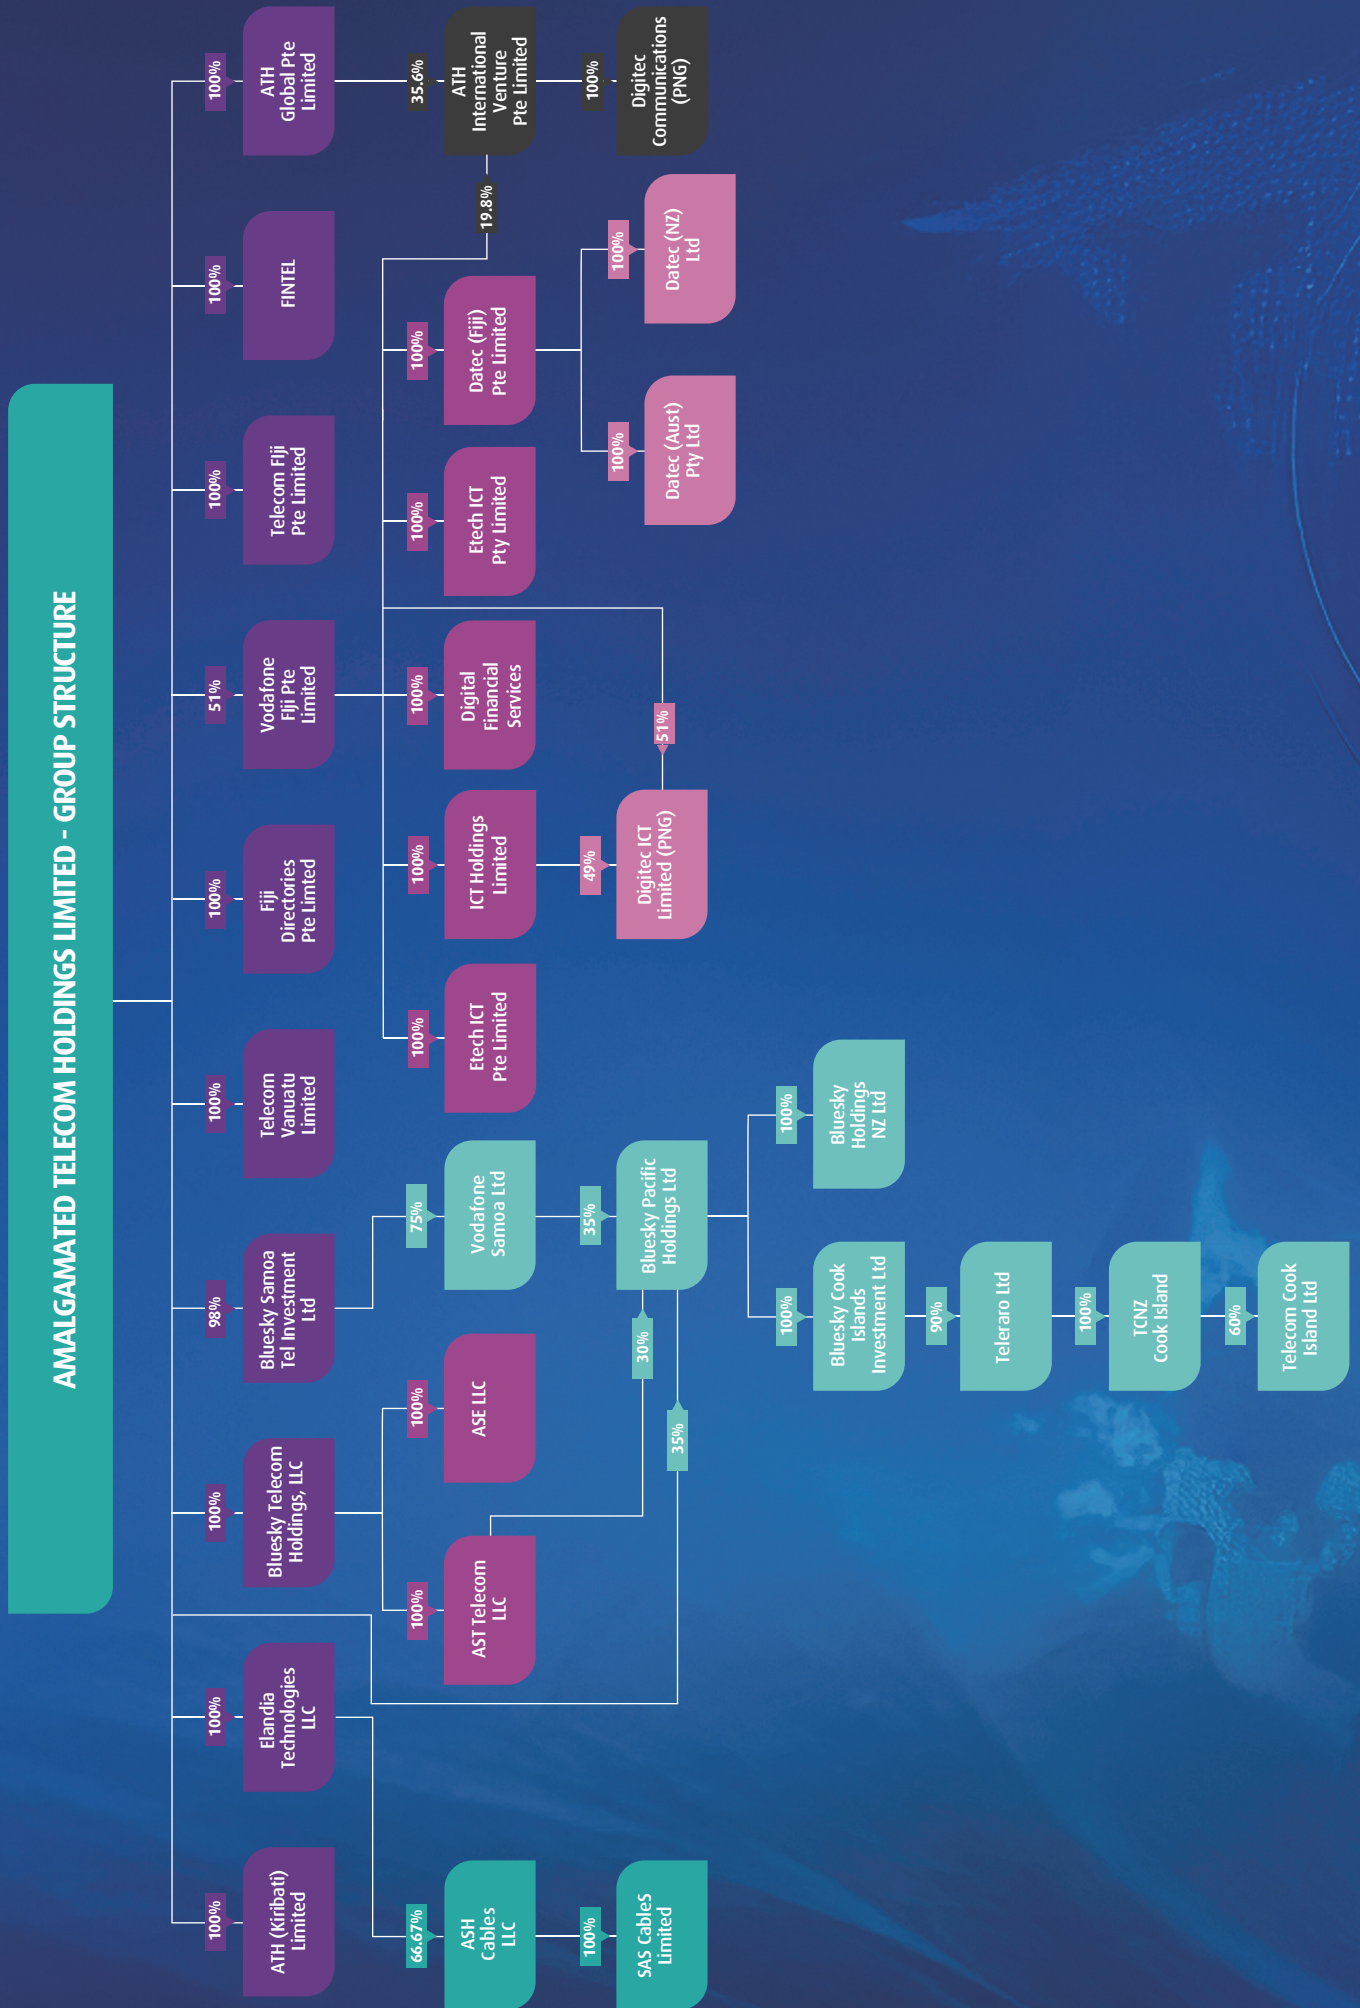 AMALGAMATED TELECOM HOLDINGS LIMITED - GROUP STRUCTURE
100%
ATH (Kiribati)
Limited
100%
Elandia
Technologies
LLC
100%
Bluesky Telecom
Holdings, LLC
98%
Bluesky Samoa
Tel Investment
Ltd
100%
Telecom
Vanuatu
Limited
100%
Fiji
Directories
Pte Limted
51%
Vodafone
FIji Pte
Limited
100%
Telecom FIji
Pte Limited
100%
FINTEL
100%
ATH
Global Pte
Limited
66.67%
ASH
Cables
LLC
100%
AST Telecom
LLC
100%
ASE LLC
75%
Vodafone
Samoa Ltd
100%
Etech ICT
Pte Limited
100%
ICT Holdings
Limited
100%
Digital
Financial
Services
100%
Etech ICT
Pty Limited
100%
Datec (Fiji)
Pte Limited
19.8%
35.6%
ATH
International
Venture
Pte Limited
100%
SAS Cables
Limited
35%
30%
35%
Bluesky Pacific
Holdings Ltd
49%
Digitec ICT
Limited (PNG)
51%
100%
Datec (Aust)
Pty Ltd
100%
Datec (NZ)
Ltd
100%
Digitec
Communications
(PNG)
100%
Bluesky Cook
Islands
Investment Ltd
100%
Bluesky
Holdings
NZ Ltd
90%
Teleraro Ltd
100%
TCNZ
Cook Island
60%
Telecom Cook
Island Ltd